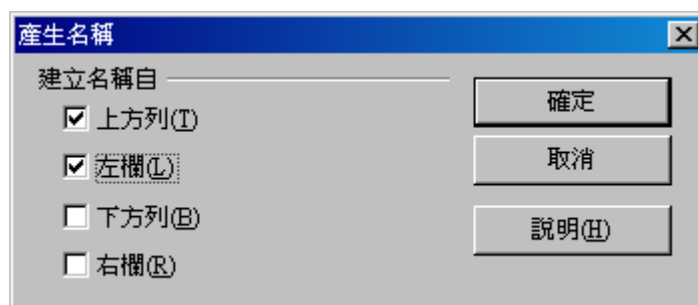 產生名稱
建立名稱自
上方列(T)
左欄(L)
下方列(B)
右欄(R)
確定
取消
說明(H)